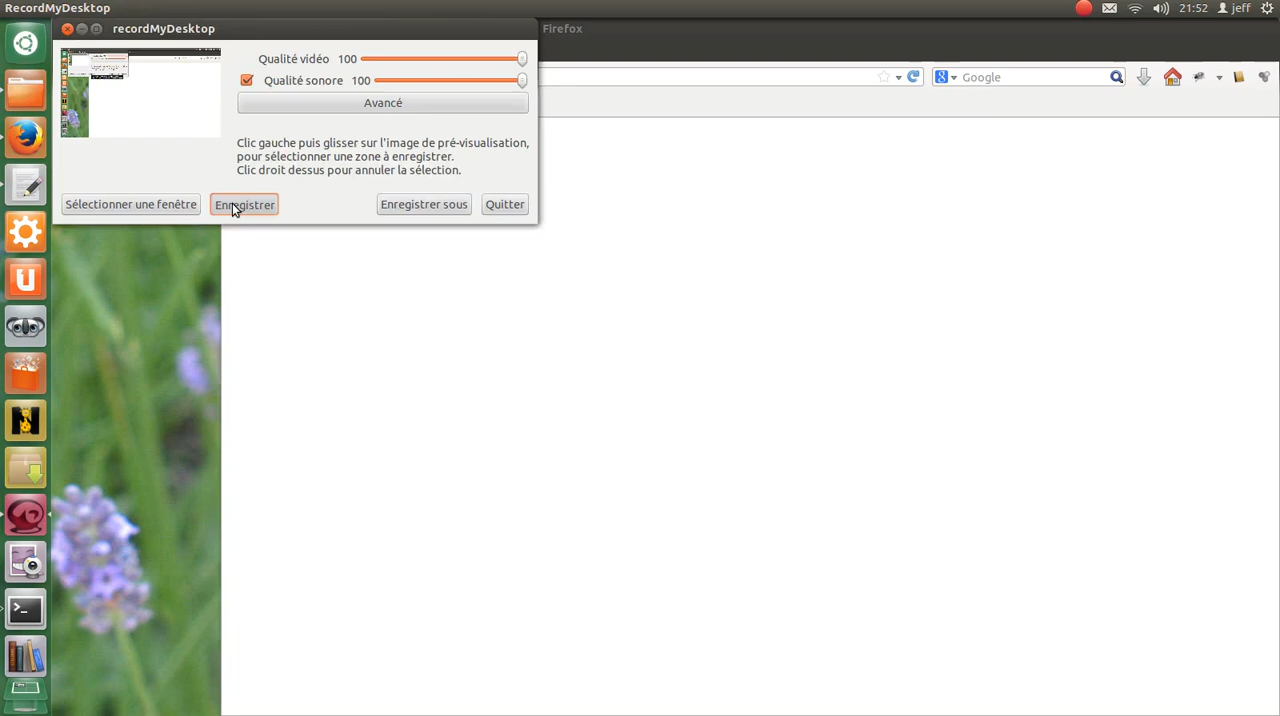 RecordMyDesktop
21:52 jeff
recordMyDesktop
Firefox
Qualité vidéo 100
Qualité sonore 100
Google
Avancé
Clic gauche puis glisser sur l'image de pré-visualisation,
pour sélectionner une zone à enregistrer.
Clic droit dessus pour annuler la sélection.
Sélectionner une fenêtre
Enregistrer
Enregistrer sous
Quitter